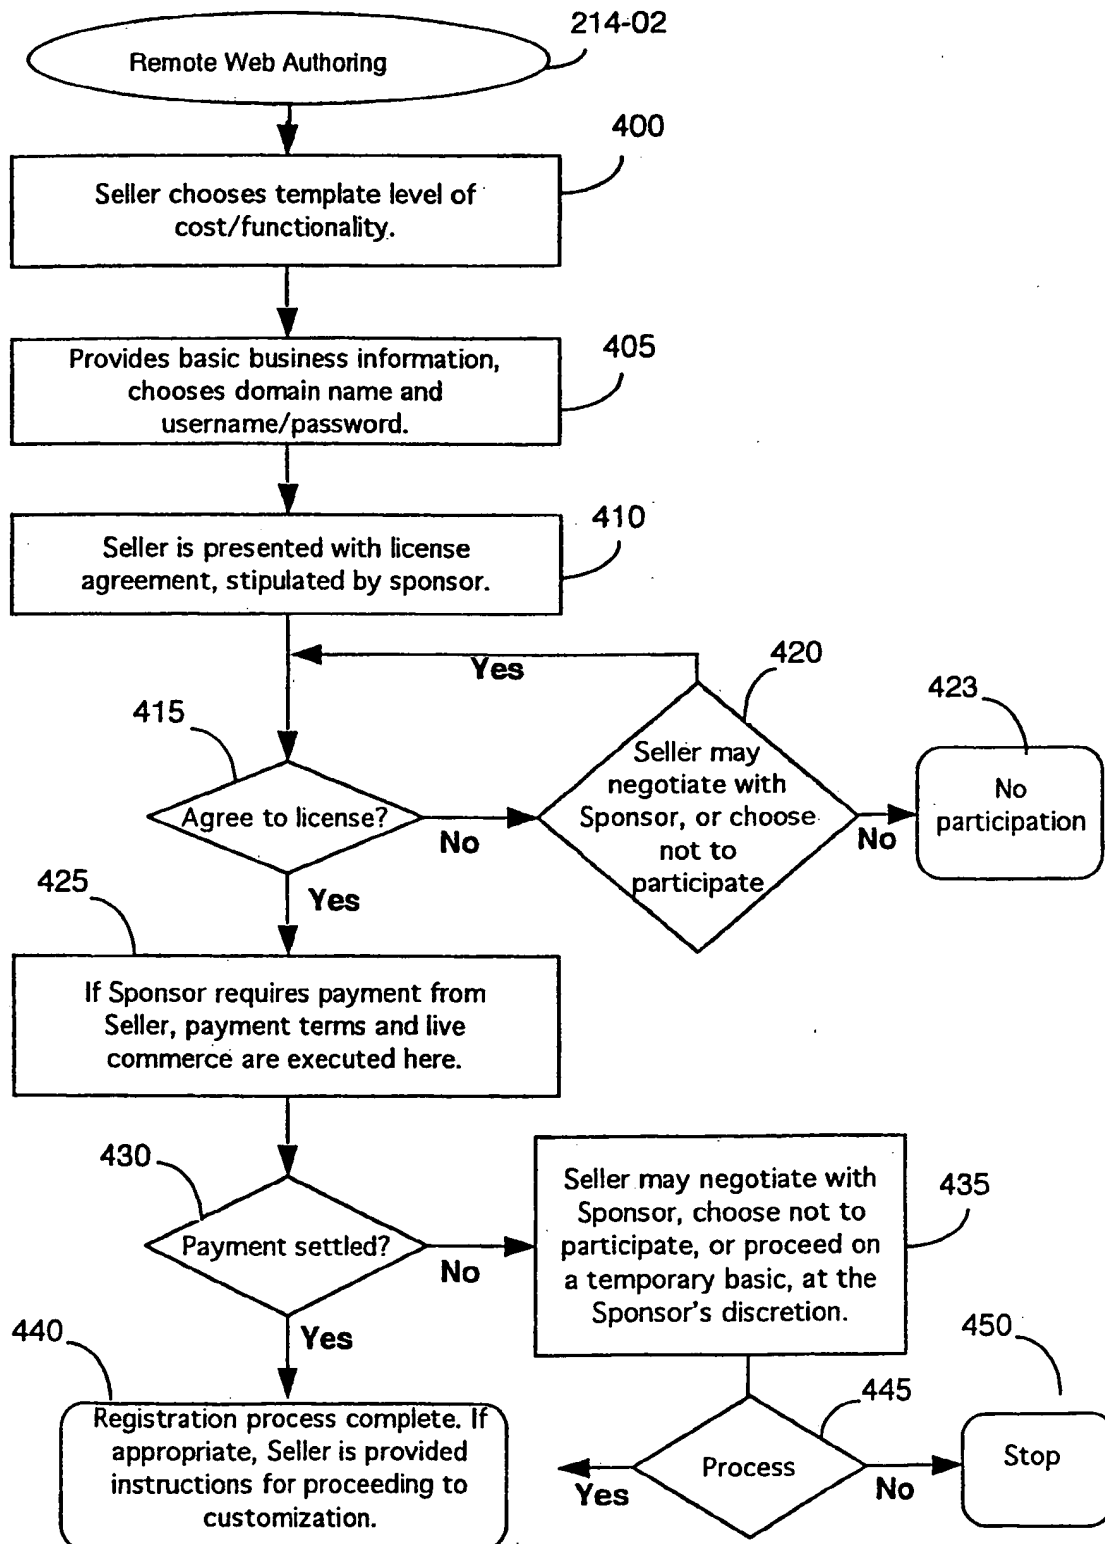 214-02
Remote Web Authoring
400
Seller chooses template level of
cost/functionality.
405
Provides basic business information,
chooses domain name and
username/password.
410
Seller is presented with license
agreement, stipulated by sponsor.
Yes
420
423
415
Seller may
negotiate with
Sponsor, or choose
not to
participate
No
participation
Agree to license?
No
No
425
Yes
If Sponsor requires payment from
Seller, payment terms and live
commerce are executed here.
430
Seller may negotiate with
Sponsor, choose not to
participate, or proceed on
a temporary basic, at the
Sponsor's discretion.
435
Payment settled?
No
Yes
440
450
445
Registration process complete. If
appropriate, Seller is provided
instructions for proceeding to
customization.
Process
Yes
No
Stop